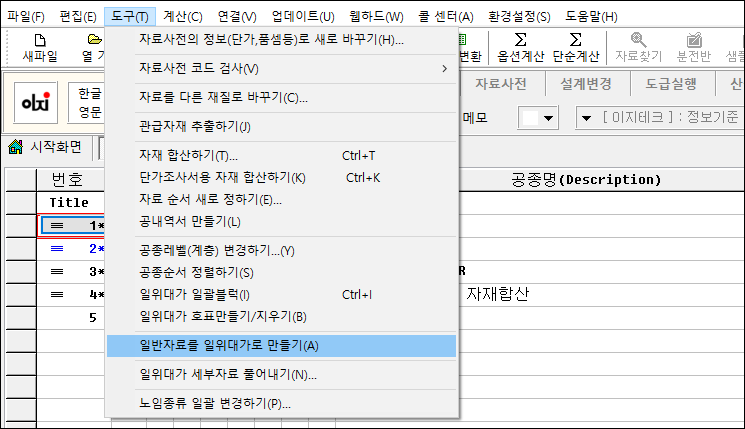 파일(F) 편집(E) 도구(T) 계산(C) 연결(V) 업데이트(U) 웹하드(W) 콜 센터(A) 환경설정(S) 도움말(H)
새파일 열 기 변환 옵션계산 단순계산 자료찾기 분전반 샘플
자료사전 설계변경 도급실행 산
이지 한글
영문 메모 [ 이지테크 ] : 정보기준
시작화면
번호 공종명(Description)
Title
1*
2*
3* R
4* 자재합산
5
자료사전의 정보(단가,품셈등)로 새로 바꾸기(H)...
자료사전 코드 검사(V)
자료를 다른 재질로 바꾸기(C)...
관급자재 추출하기(J)
자재 합산하기(T)... Ctrl+T
단가조사서용 자재 합산하기(K) Ctrl+K
자료 순서 새로 정하기(E)...
공내역서 만들기(L)
공종레벨(계층) 변경하기...(Y)
공종순서 정렬하기(S)
일위대가 일괄블럭(I) Ctrl+I
일위대가 호표만들기/지우기(B)
일반자료를 일위대가로 만들기(A)
일위대가 세부자료 풀어내기(N)...
노임종류 일괄 변경하기(P)...